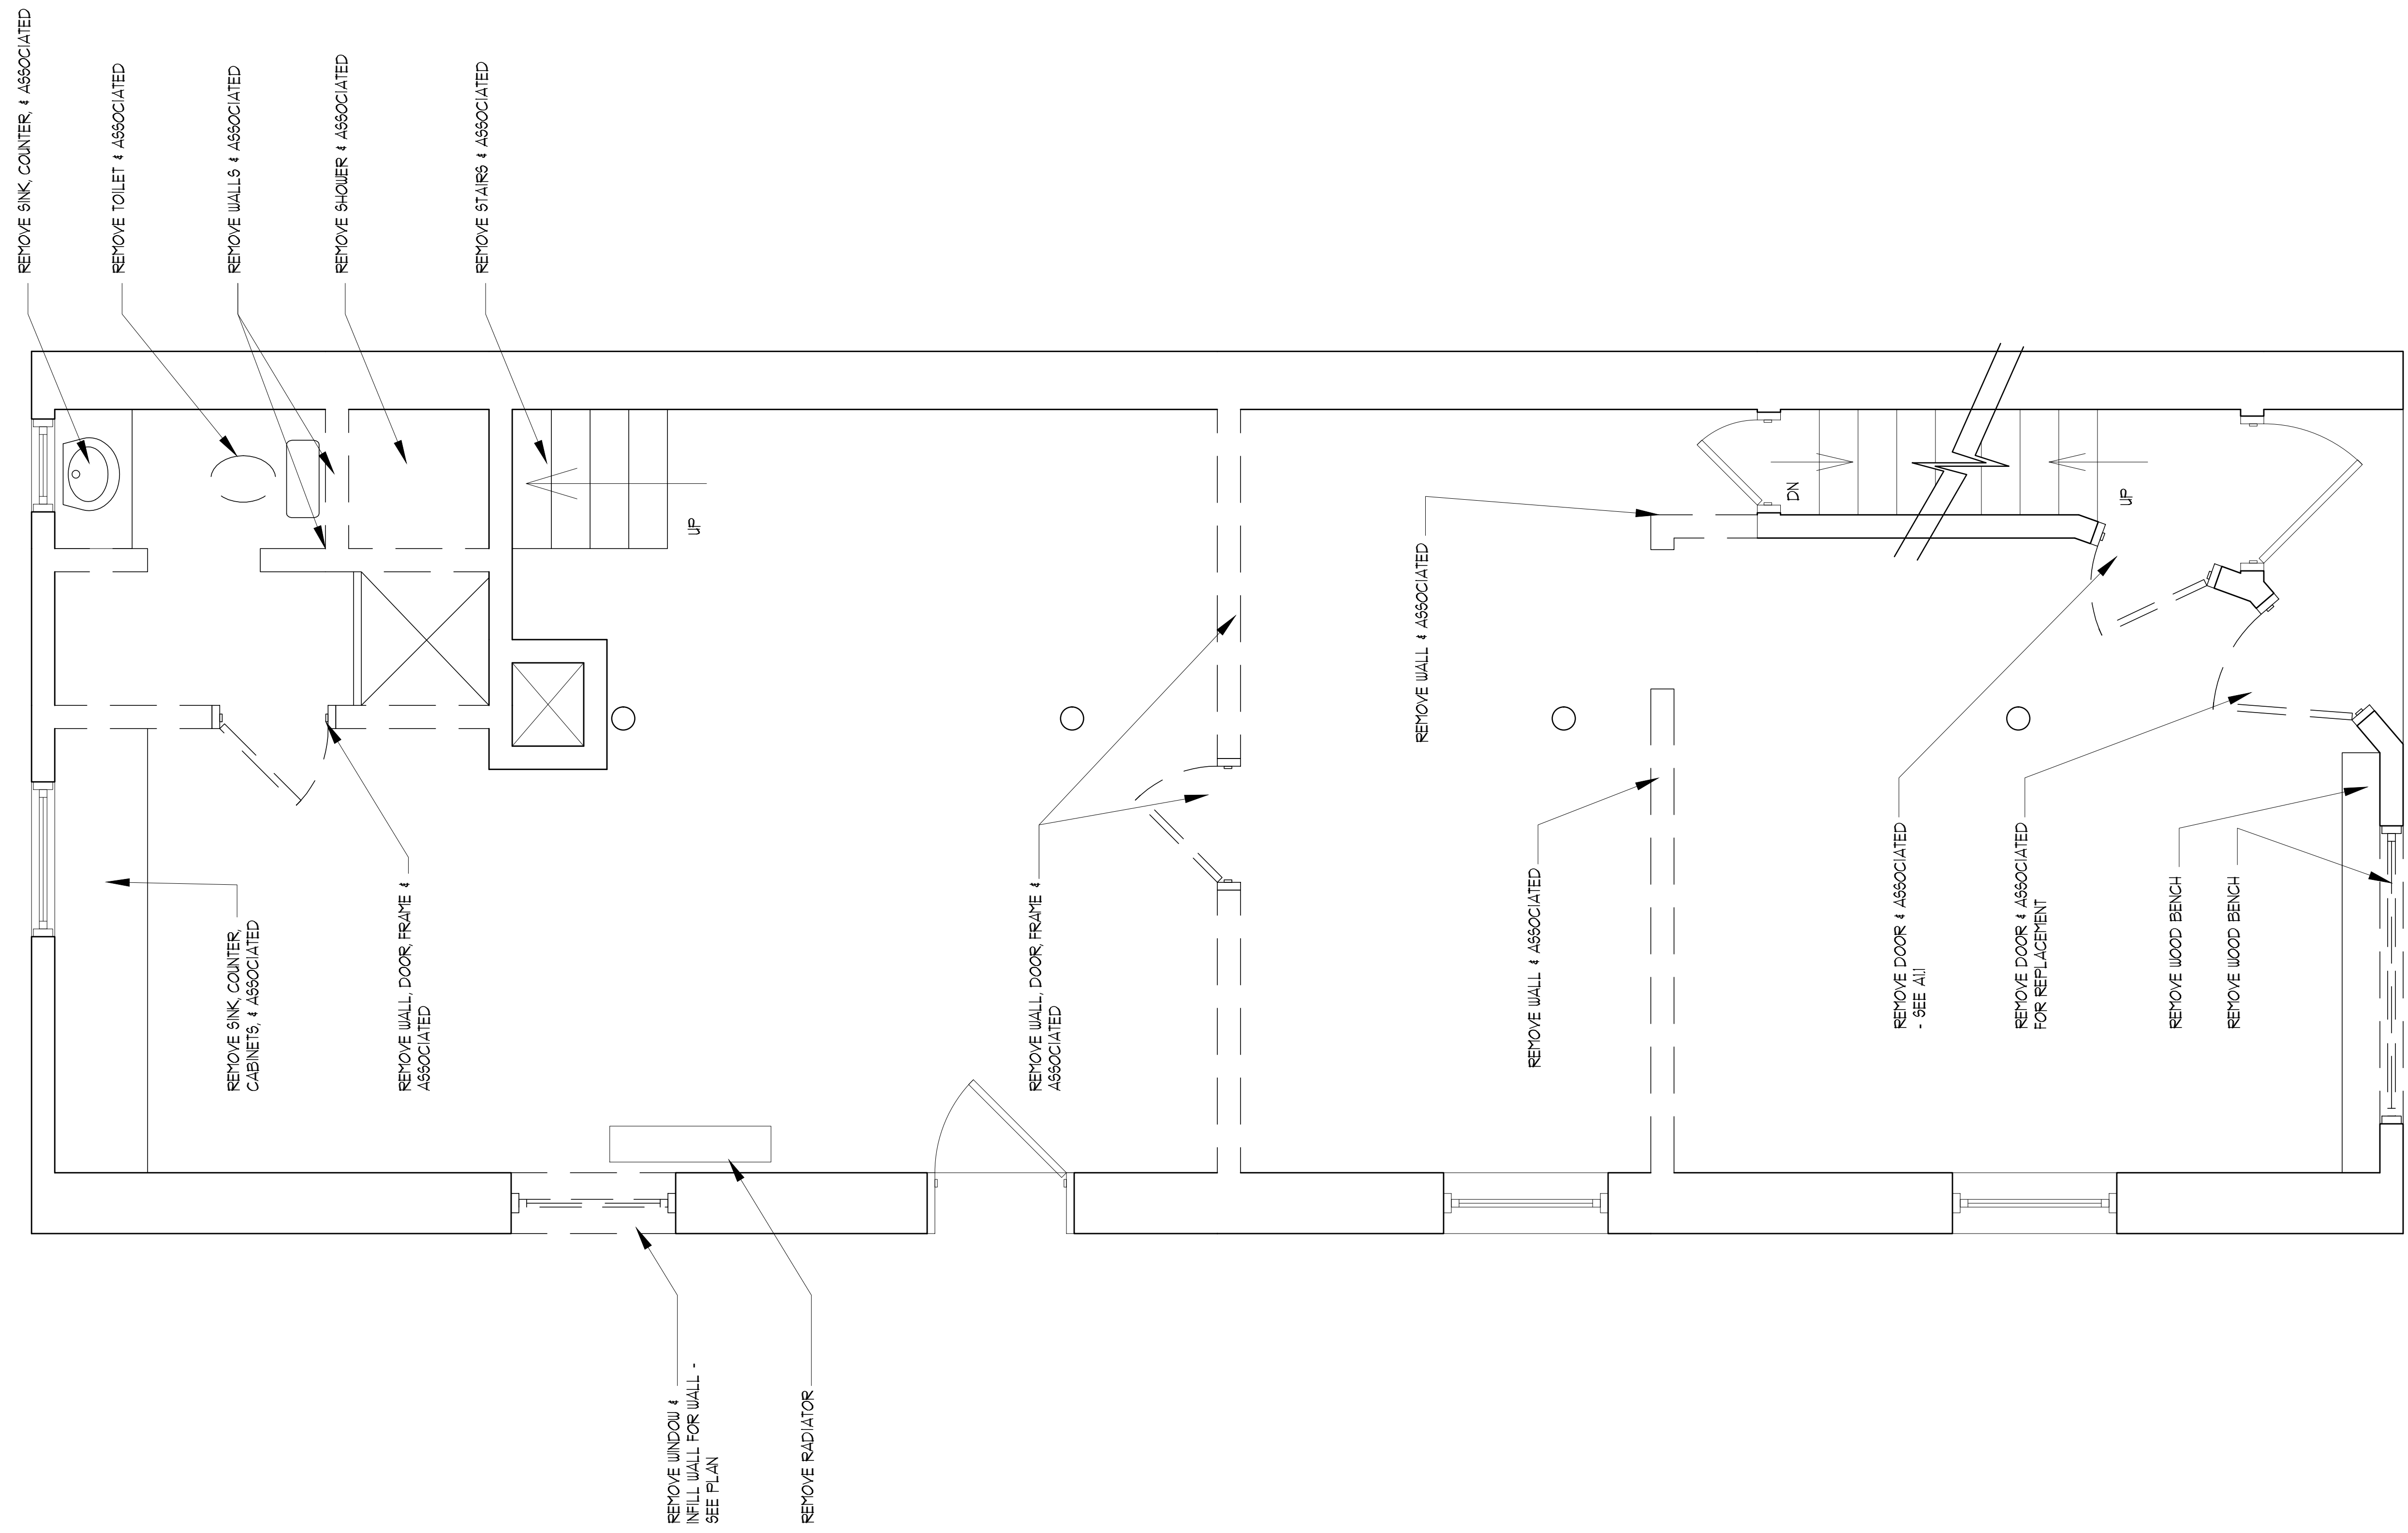 REMOVE SINK, COUNTER, & ASSOCIATED
REMOVE TOILET & ASSOCIATED
REMOVE WALLS & ASSOCIATED
REMOVE SHOWER & ASSOCIATED
REMOVE STAIRS & ASSOCIATED
UP
DN
UP
REMOVE WALL & ASSOCIATED
REMOVE SINK, COUNTER,
CABINETS, & ASSOCIATED
REMOVE WALL, DOOR, FRAME &
ASSOCIATED
REMOVE WALL, DOOR, FRAME &
ASSOCIATED
REMOVE WALL & ASSOCIATED
REMOVE DOOR & ASSOCIATED
- SEE A1.1
REMOVE DOOR & ASSOCIATED
FOR REPLACEMENT
REMOVE WOOD BENCH
REMOVE WOOD BENCH
REMOVE WINDOW &
INFILL WALL FOR WALL -
SEE PLAN
REMOVE RADIATOR